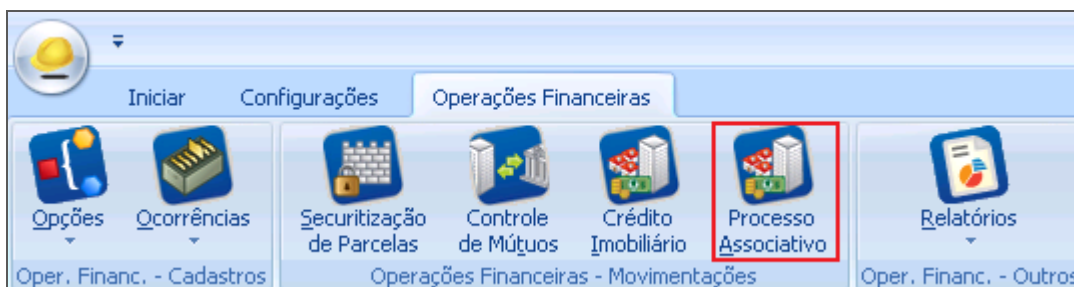 Iniciar Configurações Operações Financeiras
Opções Ocorrências Securitização Controle Crédito Processo Relatórios
de Parcelas de Mútuos Imobiliário Associativo
Oper. Financ. - Cadastros Operações Financeiras - Movimentações Oper. Financ. - Outros